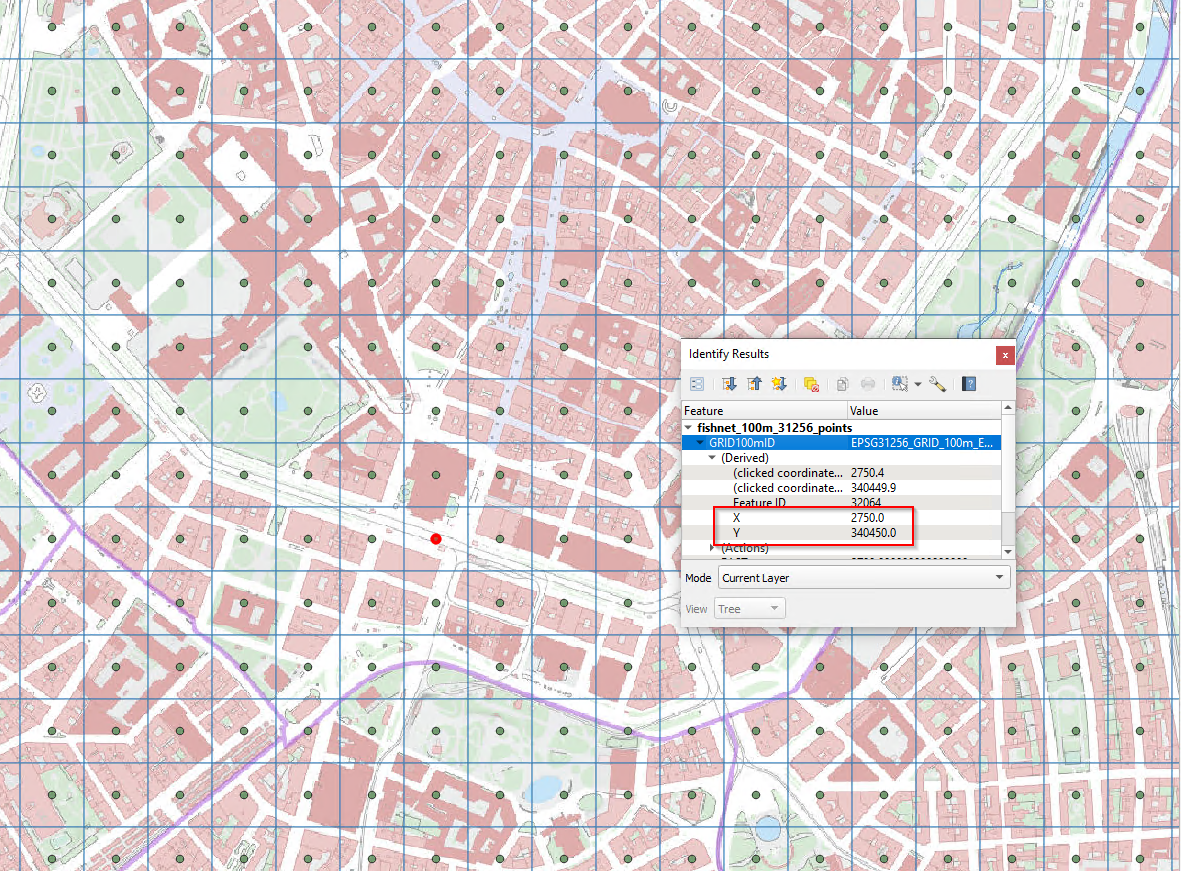 Identify Results
Feature Value
fishnet_100m_31256_points
GRID100mID EPSG31256_GRID_100m_E...
(Derived)
(clicked coordinate... 2750.4
(clicked coordinate... 340449.9
Feature ID 32064
X 2750.0
Y 340450.0
(Actions)
Mode Current Layer
View Tree